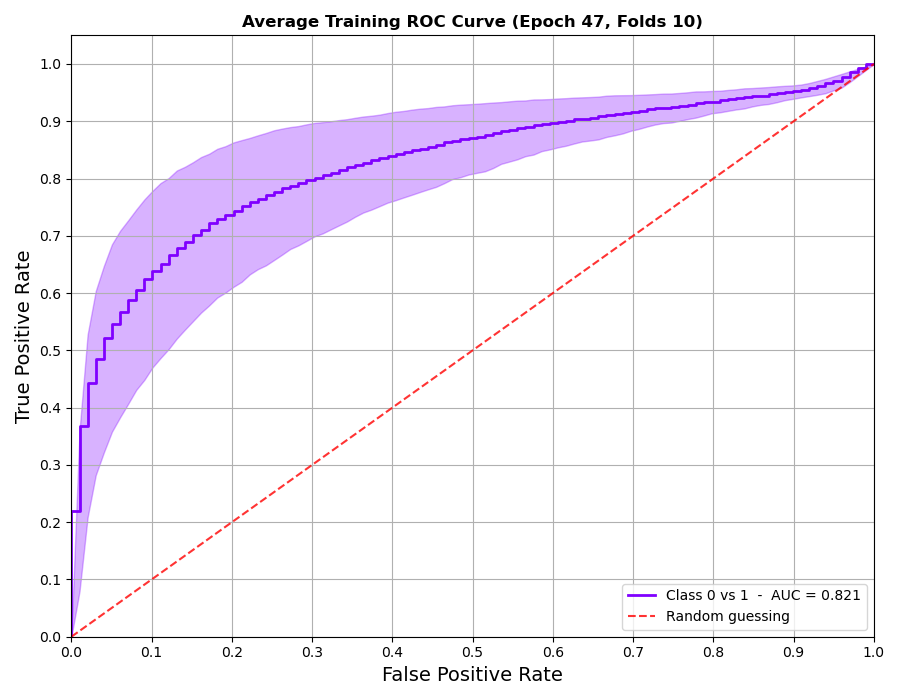 Average Training ROC Curve (Epoch 47, Folds 10)
True Positive Rate
1.0
0.9
0.8
0.7
0.6
0.5
0.4
0.3
0.2
0.1
0.0
Class 0 vs 1 - AUC = 0.821
Random guessing
0.0 0.1 0.2 0.3 0.4 0.5 0.6 0.7 0.8 0.9 1.0
False Positive Rate